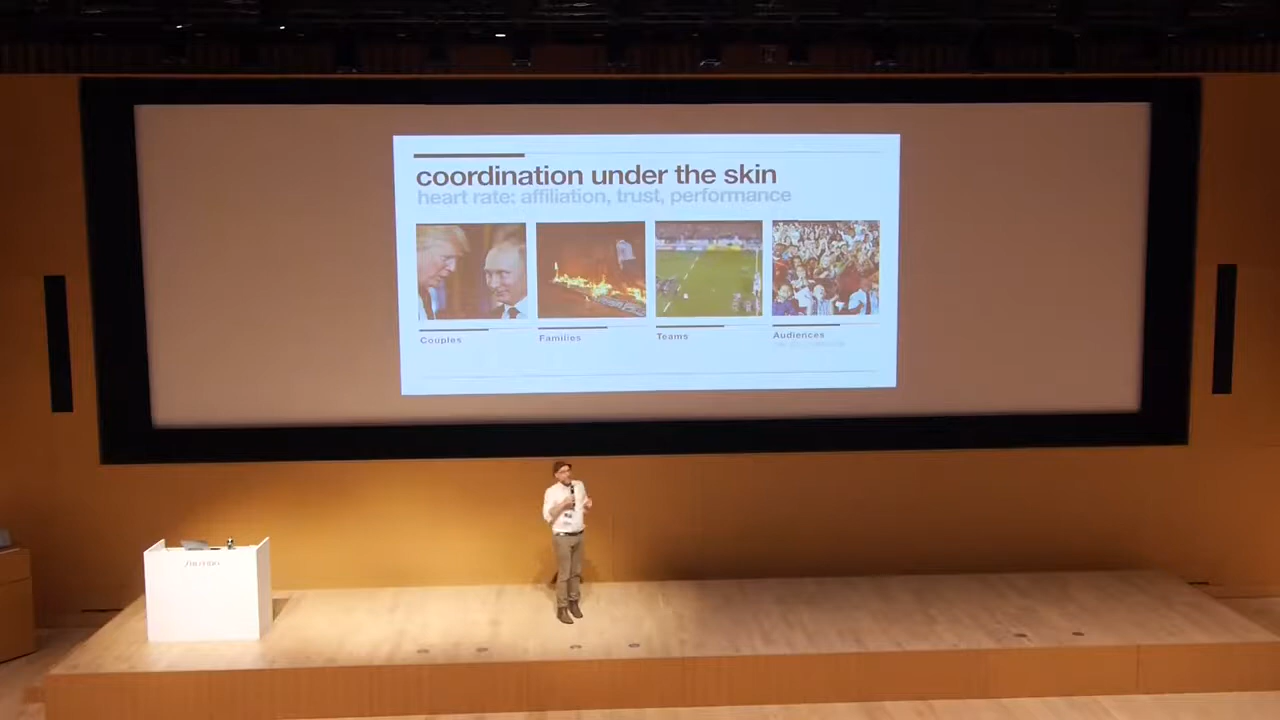 coordination under the skin
heart rate: affiliation, trust, performance
Couples
Families
Teams
Audiences